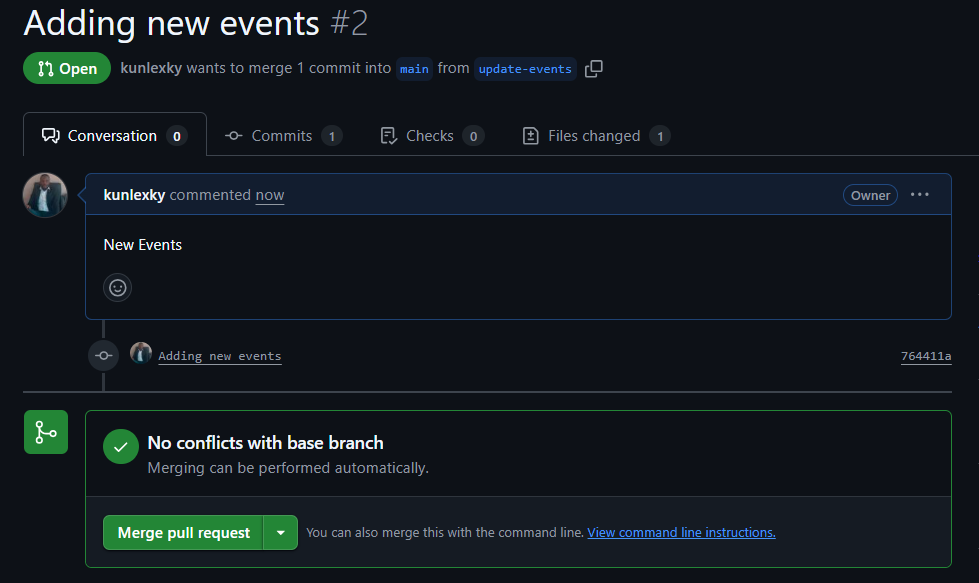 Adding new events #2
Open kunlexky wants to merge 1 commit into main from update-events
Conversation 0 Commits 1 Checks 0 Files changed 1
kunlexky commented now Owner
New Events
Adding new events 764411a
No conflicts with base branch
Merging can be performed automatically.
Merge pull request You can also merge this with the command line. View command line instructions.